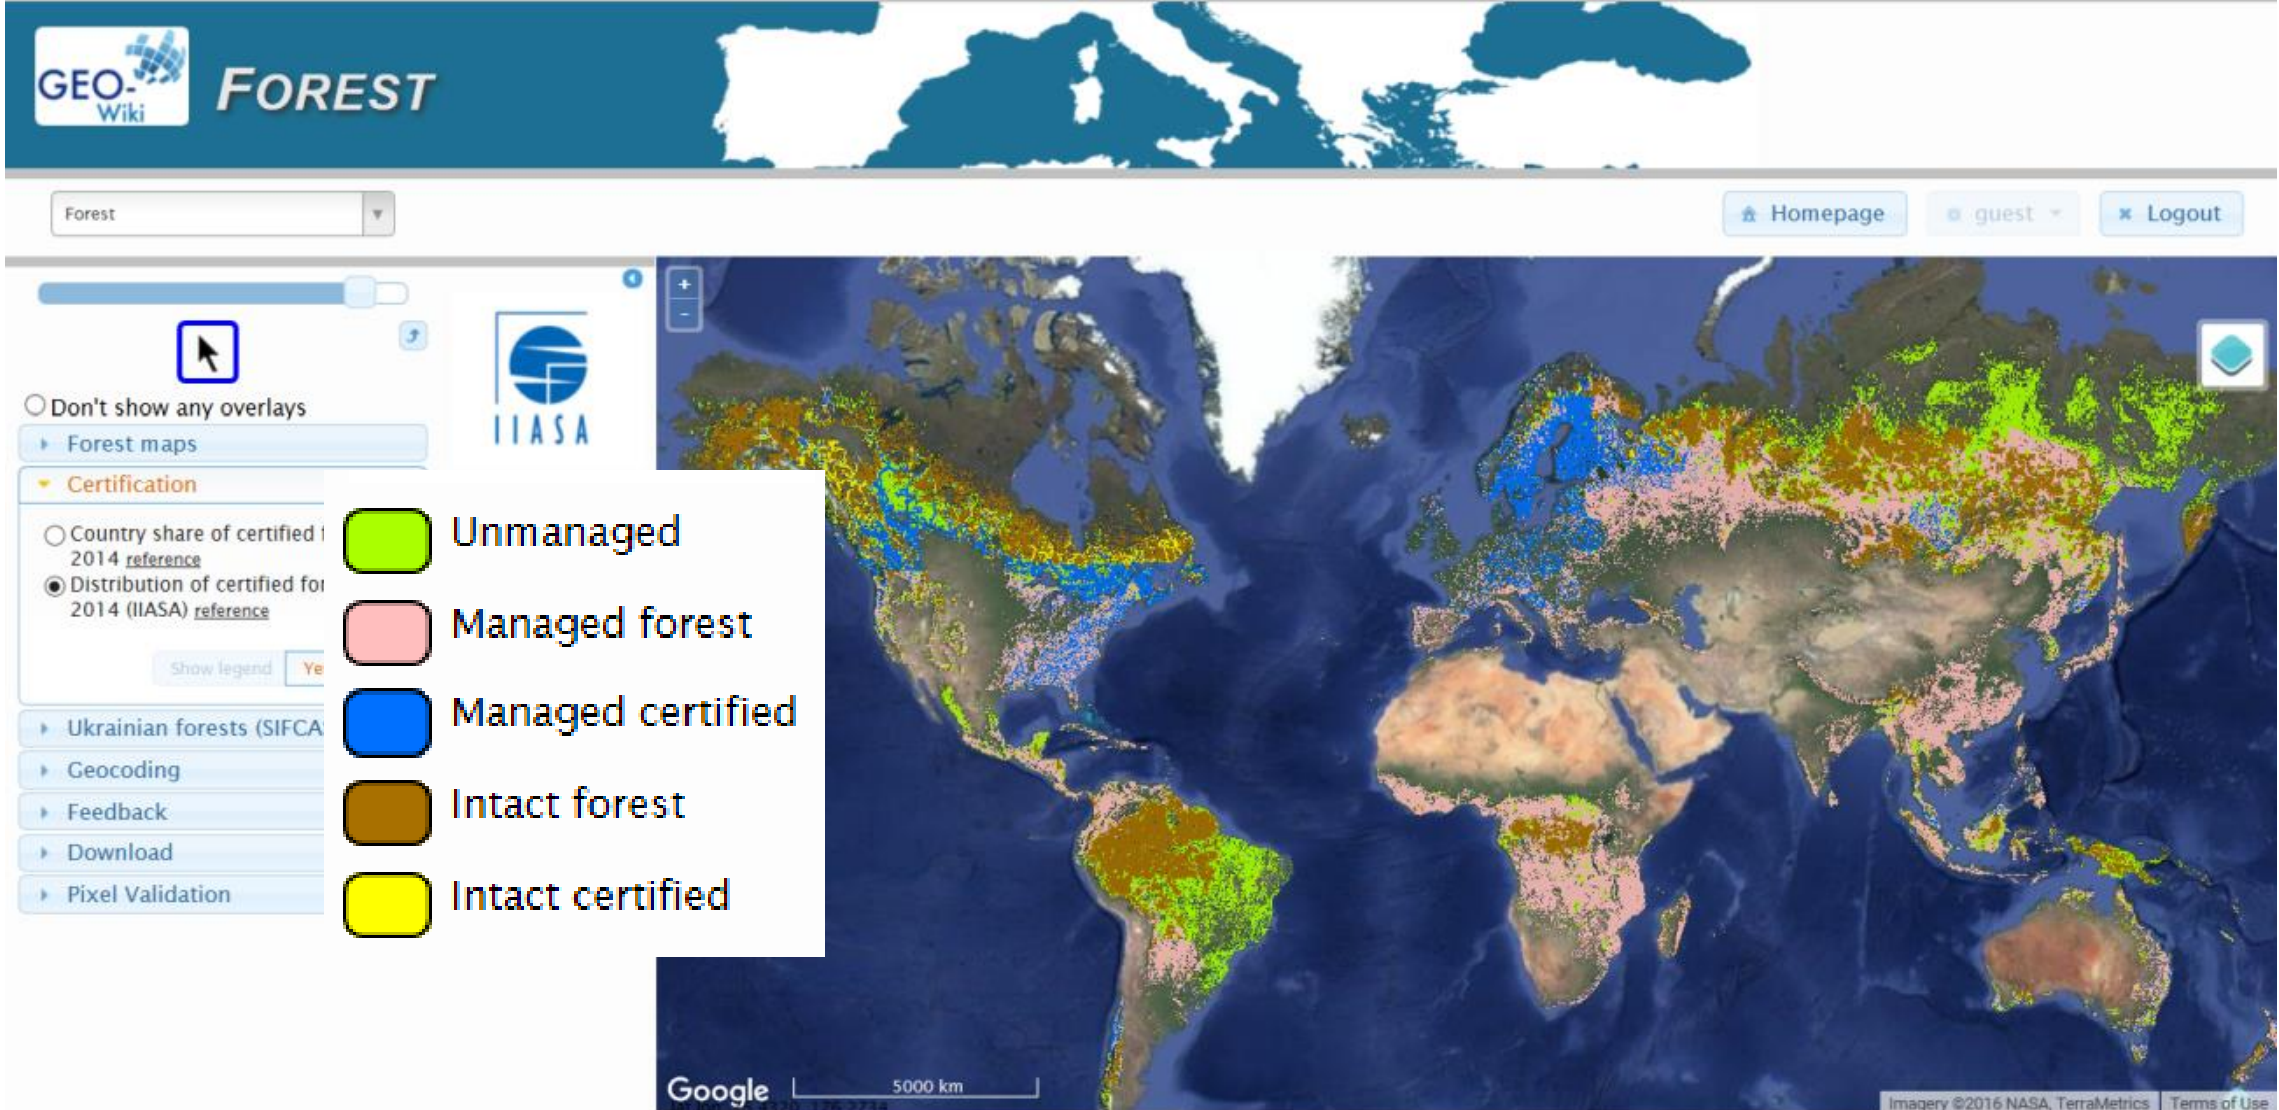 GEO-
Wiki
FOREST
Forest
Homepage
guest
Logout
Don't show any overlays
Forest maps
Certification
Country share of certified
2014 reference
Distribution of certified for
2014 (IIASA) reference
Show legend
Ye
Ukrainian forests (SIFCA
Geocoding
Feedback
Download
Pixel Validation
IIASA
Unmanaged
Managed forest
Managed certified
Intact forest
Intact certified
+
-
Google
5000 km
Imagery ©2016 NASA, TerraMetrics
Terms of Use